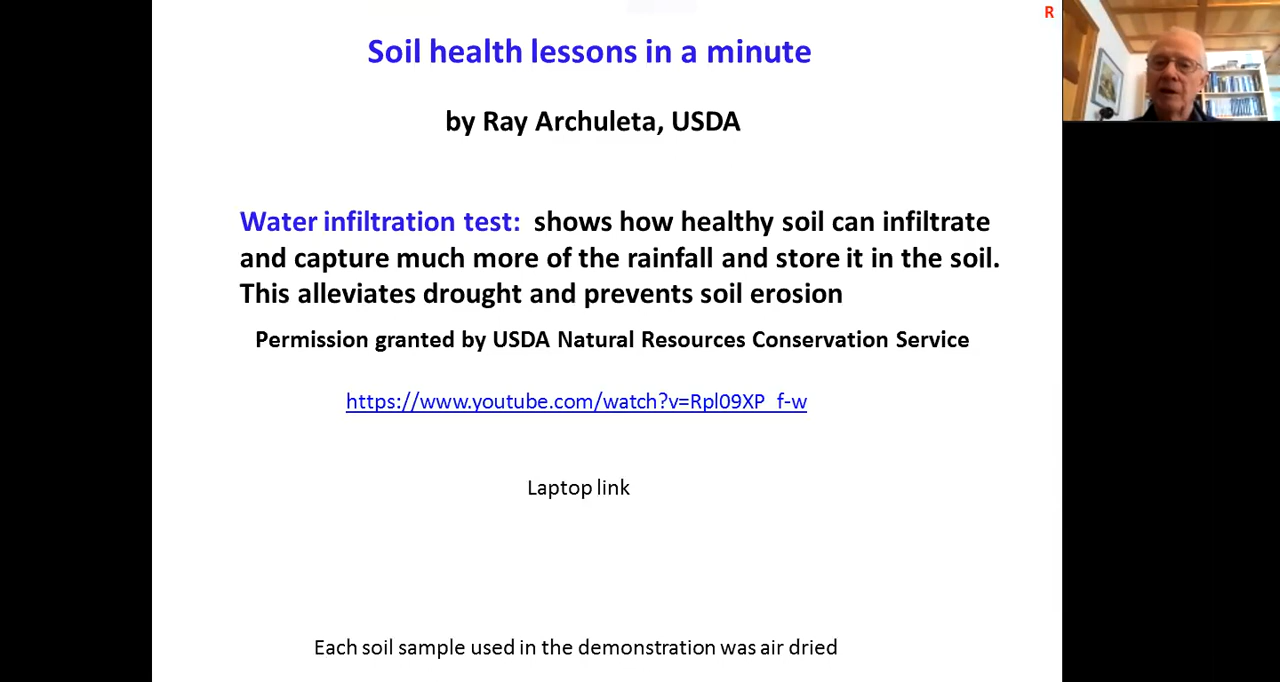 R
Soil health lessons in a minute
by Ray Archuleta, USDA
Water infiltration test: shows how healthy soil can infiltrate
and capture much more of the rainfall and store it in the soil.
This alleviates drought and prevents soil erosion
Permission granted by USDA Natural Resources Conservation Service
https://www.youtube.com/watch?v=Rpl09XP_f-w
Laptop link
Each soil sample used in the demonstration was air dried